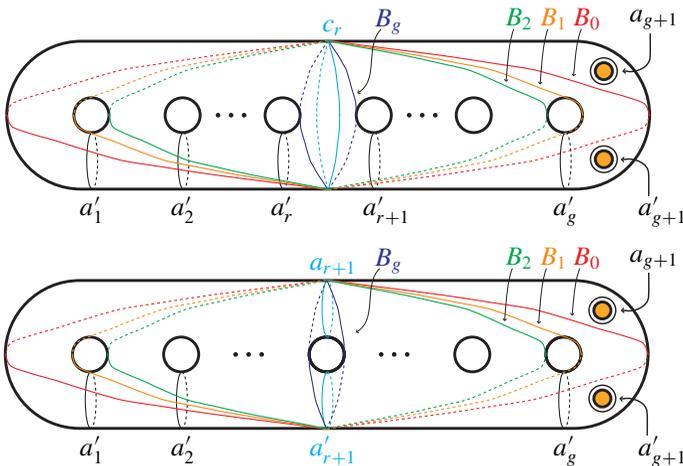 c_r B_g B_2 B_1 B_0 a_{g+1}
• • • • • •
a'_1 a'_2 a'_r a'_{r+1} a'_g a'_{g+1}
a_{r+1} B_g B_2 B_1 B_0 a_{g+1}
• • • • • •
a'_1 a'_2 a'_{r+1} a'_g a'_{g+1}